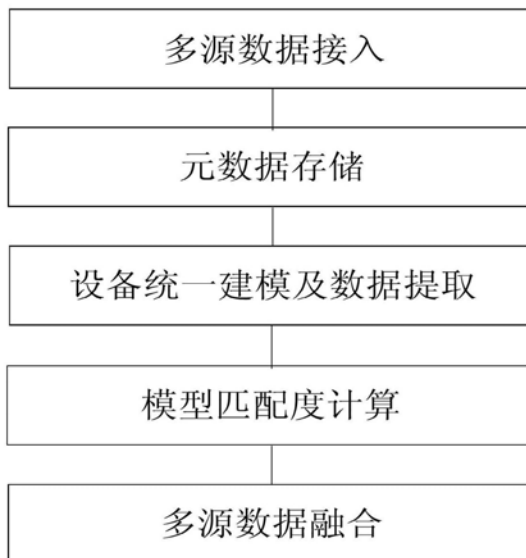 多源数据接入
元数据存储
设备统一建模及数据提取
模型匹配度计算
多源数据融合